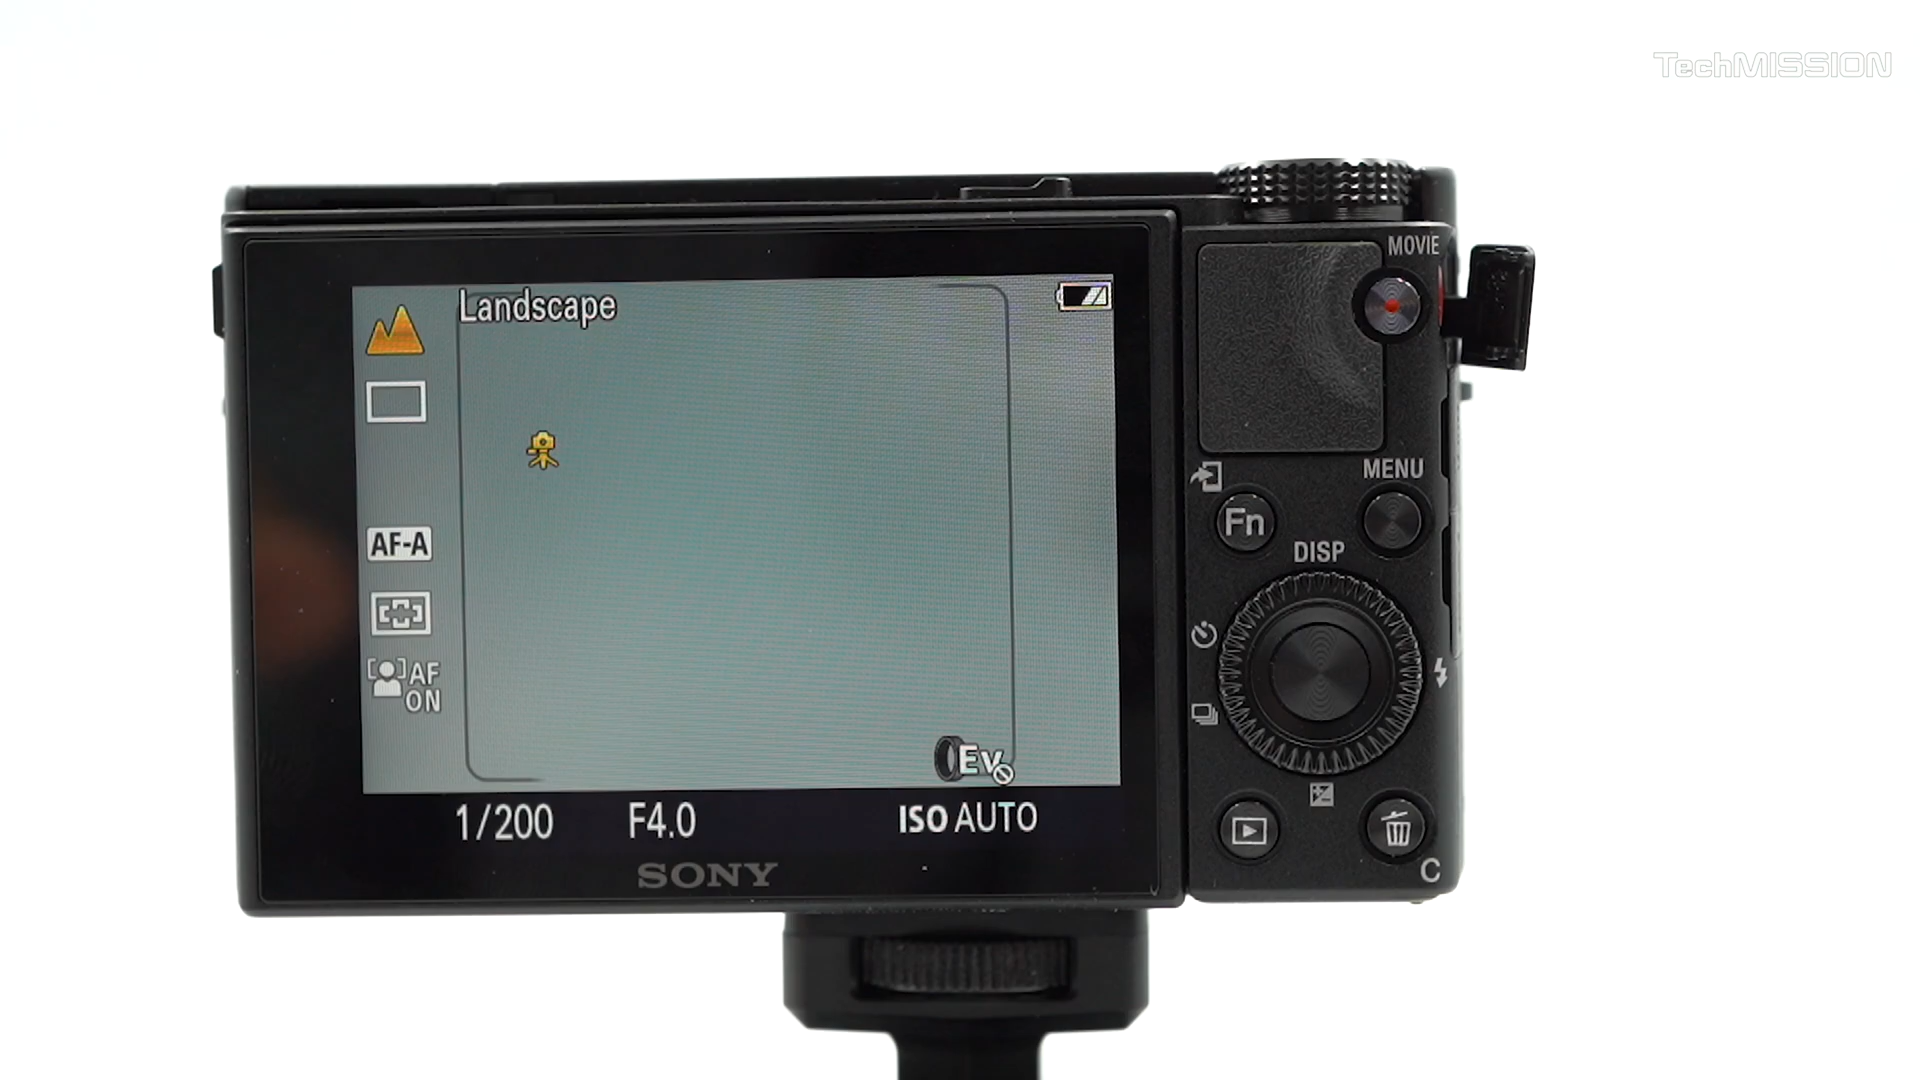 TechMISSION
MOVIE
Landscape
MENU
Fn
DISP
AF-A
AF
ON
Ev
1/200 F4.0 ISO AUTO
SONY
C